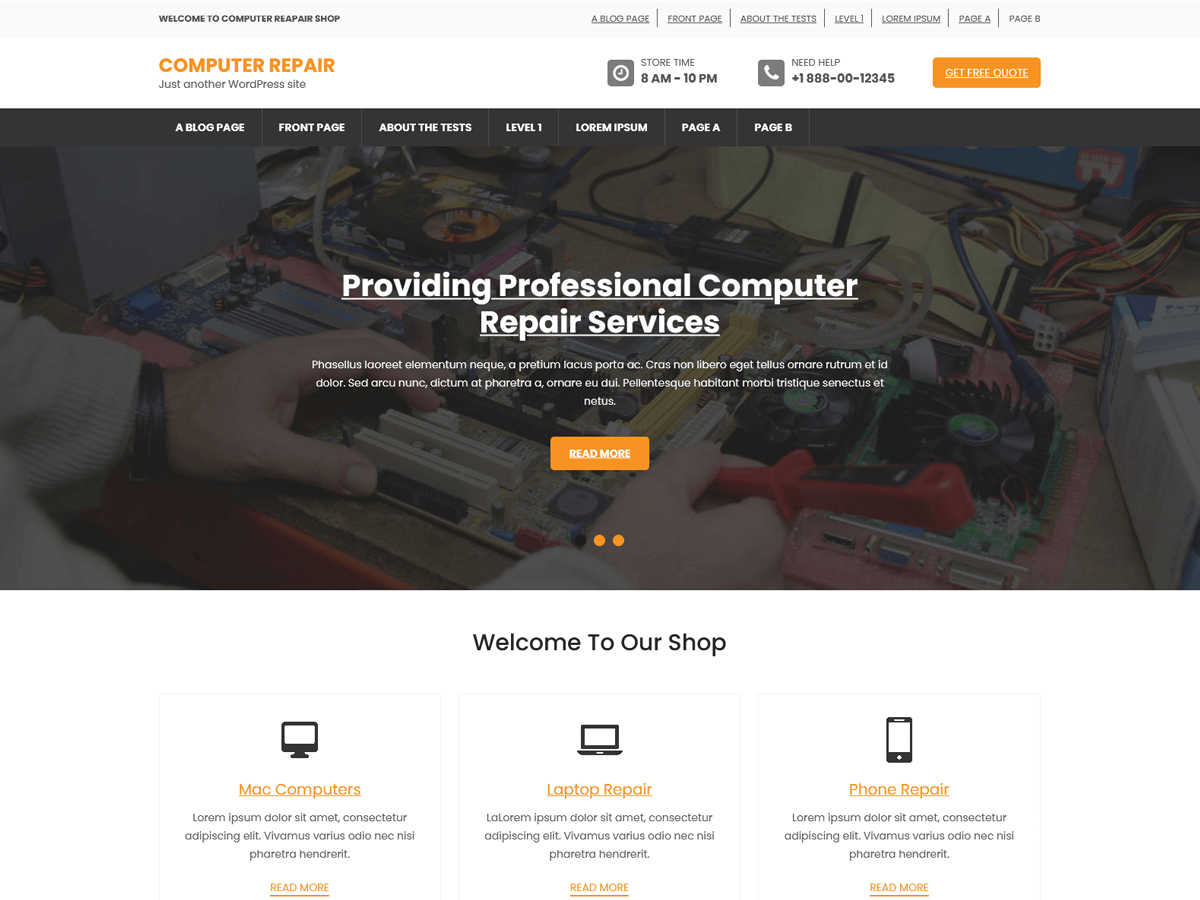 WELCOME TO COMPUTER REAPAIR SHOP
A BLOG PAGE FRONT PAGE ABOUT THE TESTS LEVEL 1 LOREM IPSUM PAGE A PAGE B
COMPUTER REPAIR
Just another WordPress site
STORE TIME
8 AM - 10 PM
NEED HELP
+1 888-00-12345
GET FREE QUOTE
A BLOG PAGE FRONT PAGE ABOUT THE TESTS LEVEL 1 LOREM IPSUM PAGE A PAGE B
AS SEEN ON
TV
Providing Professional Computer
Repair Services
Phasellus laoreet elementum neque, a pretium lacus porta ac. Cras non libero eget tellus ornare rutrum et id
dolor. Sed arcu nunc, dictum at pharetra a, ornare eu dui. Pellentesque habitant morbi tristique senectus et
netus.
READ MORE
Welcome To Our Shop
Mac Computers
Lorem ipsum dolor sit amet, consectetur
adipiscing elit. Vivamus varius odio nec nisi
pharetra hendrerit.
READ MORE
Laptop Repair
LaLorem ipsum dolor sit amet, consectetur
adipiscing elit. Vivamus varius odio nec nisi
pharetra hendrerit.
READ MORE
Phone Repair
Lorem ipsum dolor sit amet, consectetur
adipiscing elit. Vivamus varius odio nec nisi
pharetra hendrerit.
READ MORE